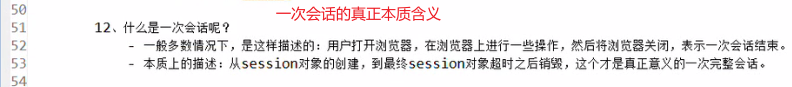 50
一次会话的真正本质含义
51 12、什么是一次会话呢？
52 - 一般多数情况下，是这样描述的：用户打开浏览器，在浏览器上进行一些操作，然后将浏览器关闭，表示一次会话结束。
53 - 本质上的描述：从session对象的创建，到最终session对象超时之后销毁，这个才是真正意义的一次完整会话。
54